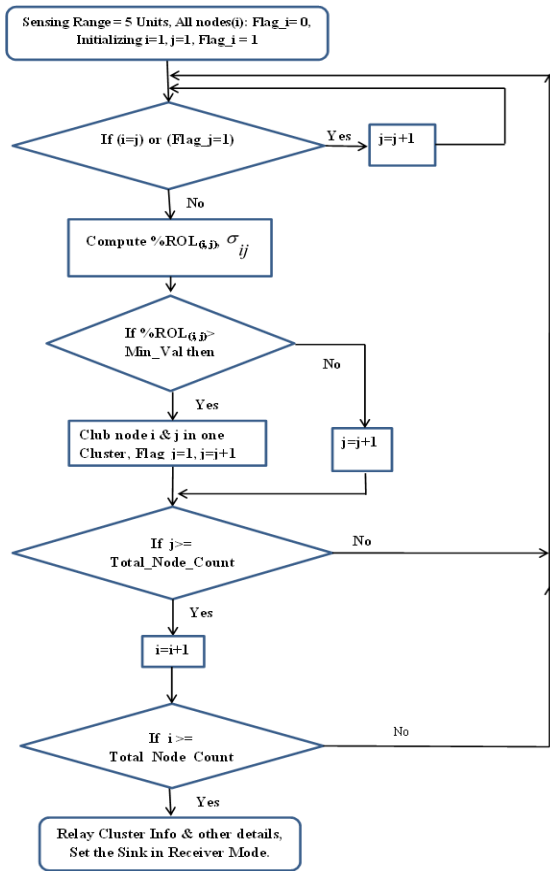 Sensing Range = 5 Units, All nodes(i): Flag_i= 0,
Initializing i=1, j=1, Flag_i = 1
If (i=j) or (Flag_j=1)
Yes
j=j+1
No
Compute %ROL(i,j), σij
If %ROL(i,j)>
Min_Val then
No
Yes
Club node i & j in one
Cluster, Flag_j=1, j=j+1
j=j+1
If j>=
Total_Node_Count
No
Yes
i=i+1
If i >=
Total_Node_Count
No
Yes
Relay Cluster Info & other details,
Set the Sink in Receiver Mode.